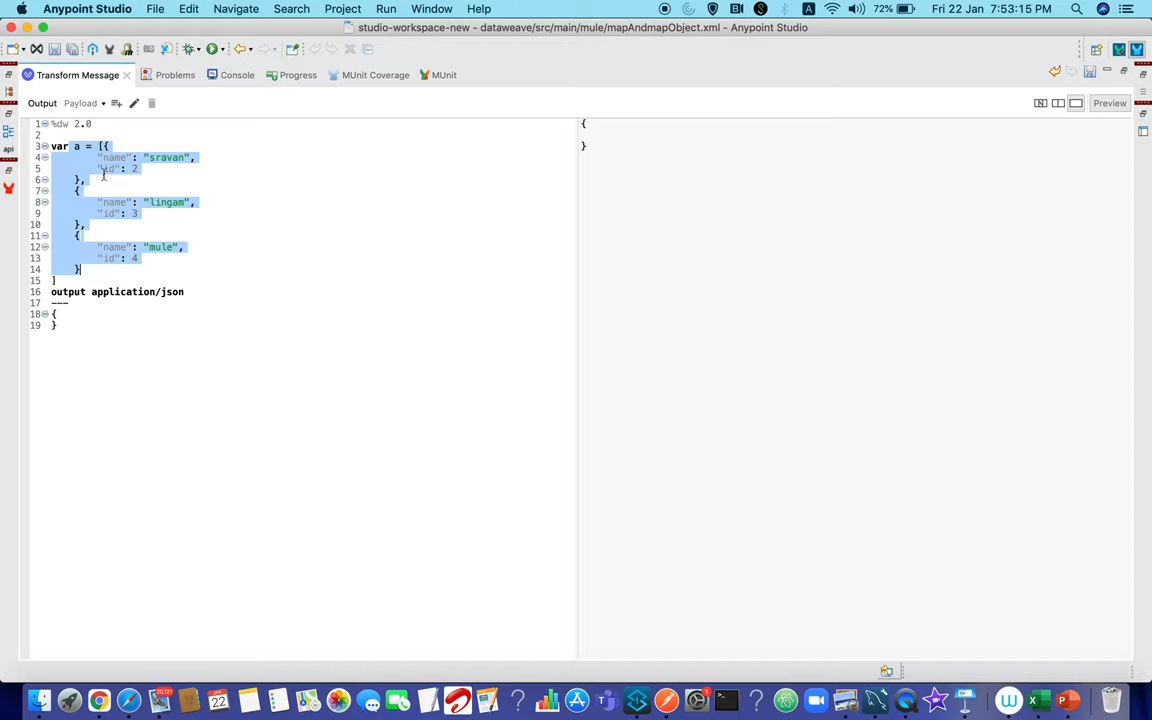 Anypoint Studio File Edit Navigate Search Project Run Window Help 72% Fri 22 Jan 7:53:15 PM
studio-workspace-new - dataweave/src/main/mule/mapAndmapObject.xml - Anypoint Studio
Transform Message Problems Console Progress MUnit Coverage MUnit
Output Payload Preview
1 %dw 2.0
2
3 var a = [{
4 "name": "sravan",
5 "id": 2
6 },
7 {
8 "name": "lingam",
9 "id": 3
10 },
11 {
12 "name": "mule",
13 "id": 4
14 }
15 ]
16 output application/json
17 ---
18 {
19 }
{
}
api